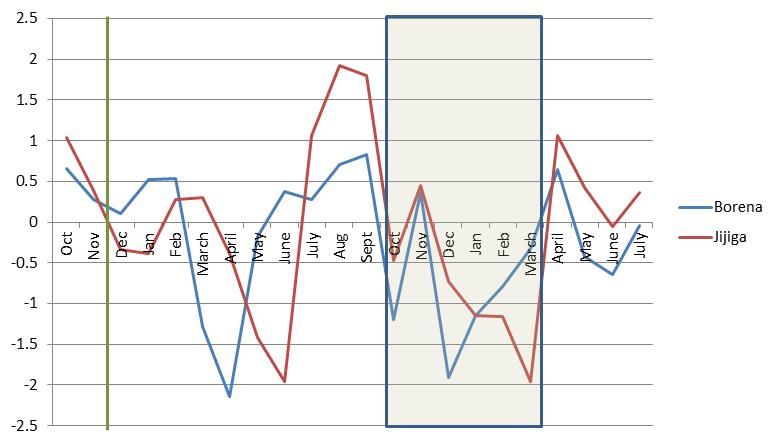 2.5
2
1.5
1
0.5
0
-0.5
-1
-1.5
-2
-2.5
Oct
Nov
Dec
Jan
Feb
March
April
May
June
July
Aug
Sept
Oct
Nov
Dec
Jan
Feb
March
April
May
June
July
Borena
Jijiga